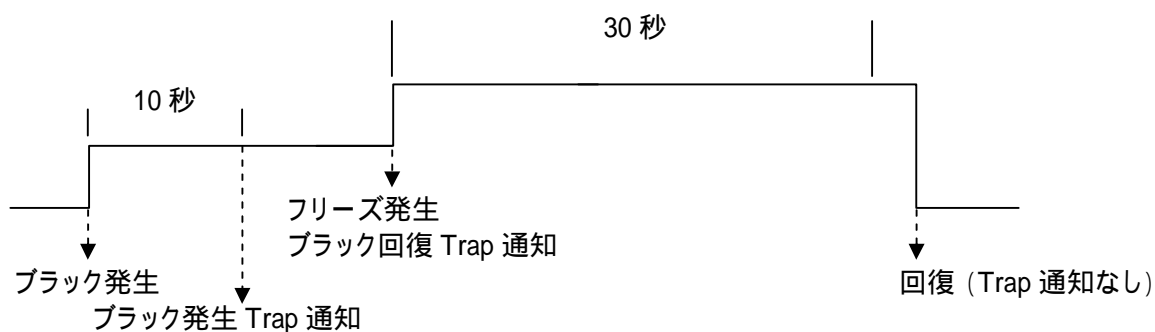 30 秒
10 秒
フリーズ発生
ブラック回復 Trap 通知
ブラック発生
回復 (Trap 通知なし)
ブラック発生 Trap 通知